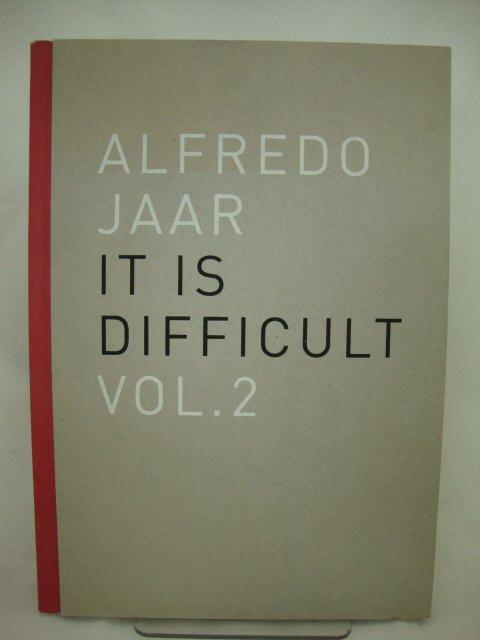 ALFREDO
JAAR
IT IS
DIFFICULT
VOL.2